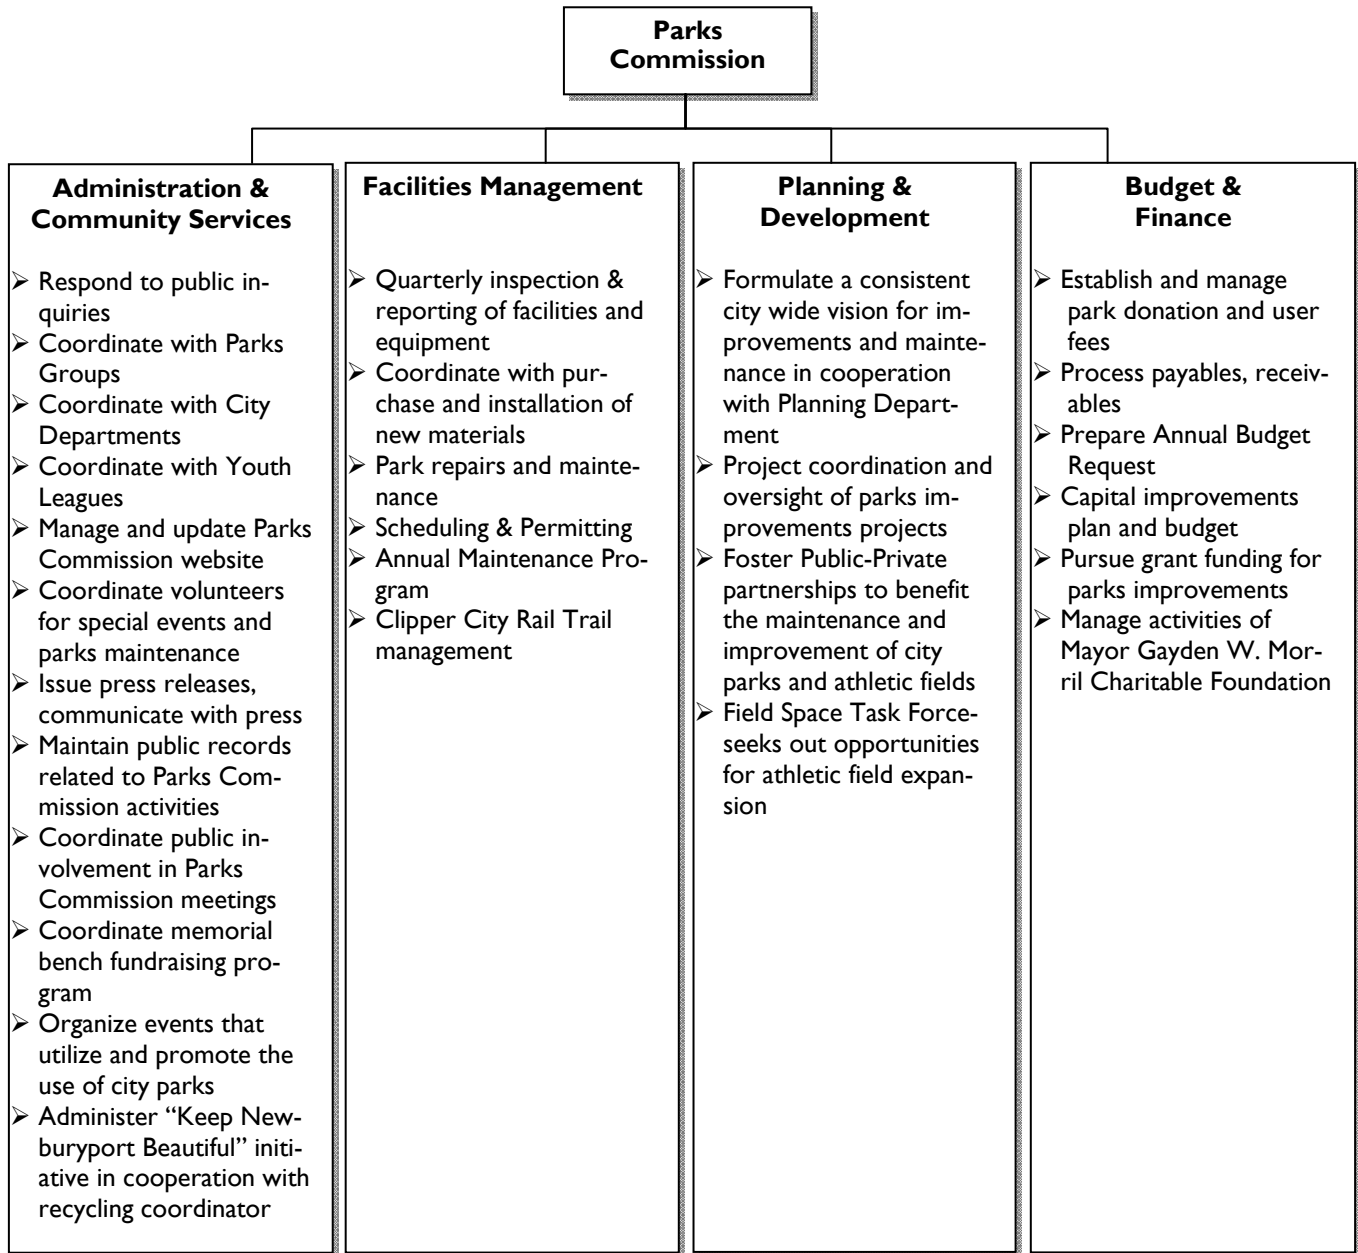 Parks
Commission
Administration &
Community Services
➢ Respond to public in-
quiries
➢ Coordinate with Parks
Groups
➢ Coordinate with City
Departments
➢ Coordinate with Youth
Leagues
➢ Manage and update Parks
Commission website
➢ Coordinate volunteers
for special events and
parks maintenance
➢ Issue press releases,
communicate with press
➢ Maintain public records
related to Parks Com-
mission activities
➢ Coordinate public in-
volvement in Parks
Commission meetings
➢ Coordinate memorial
bench fundraising pro-
gram
➢ Organize events that
utilize and promote the
use of city parks
➢ Administer “Keep New-
buryport Beautiful” initi-
ative in cooperation with
recycling coordinator
Facilities Management
➢ Quarterly inspection &
reporting of facilities and
equipment
➢ Coordinate with pur-
chase and installation of
new materials
➢ Park repairs and mainte-
nance
➢ Scheduling & Permitting
➢ Annual Maintenance Pro-
gram
➢ Clipper City Rail Trail
management
Planning &
Development
➢ Formulate a consistent
city wide vision for im-
provements and mainte-
nance in cooperation
with Planning Depart-
ment
➢ Project coordination and
oversight of parks im-
provements projects
➢ Foster Public-Private
partnerships to benefit
the maintenance and
improvement of city
parks and athletic fields
➢ Field Space Task Force-
seeks out opportunities
for athletic field expan-
sion
Budget &
Finance
➢ Establish and manage
park donation and user
fees
➢ Process payables, receiv-
ables
➢ Prepare Annual Budget
Request
➢ Capital improvements
plan and budget
➢ Pursue grant funding for
parks improvements
➢ Manage activities of
Mayor Gayden W. Mor-
ril Charitable Foundation